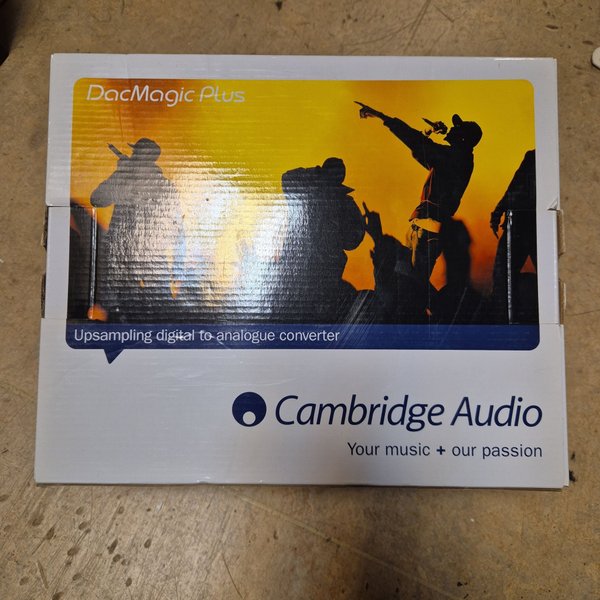 DacMagic Plus
Upsampling digital to analogue converter
Cambridge Audio
Your music + our passion